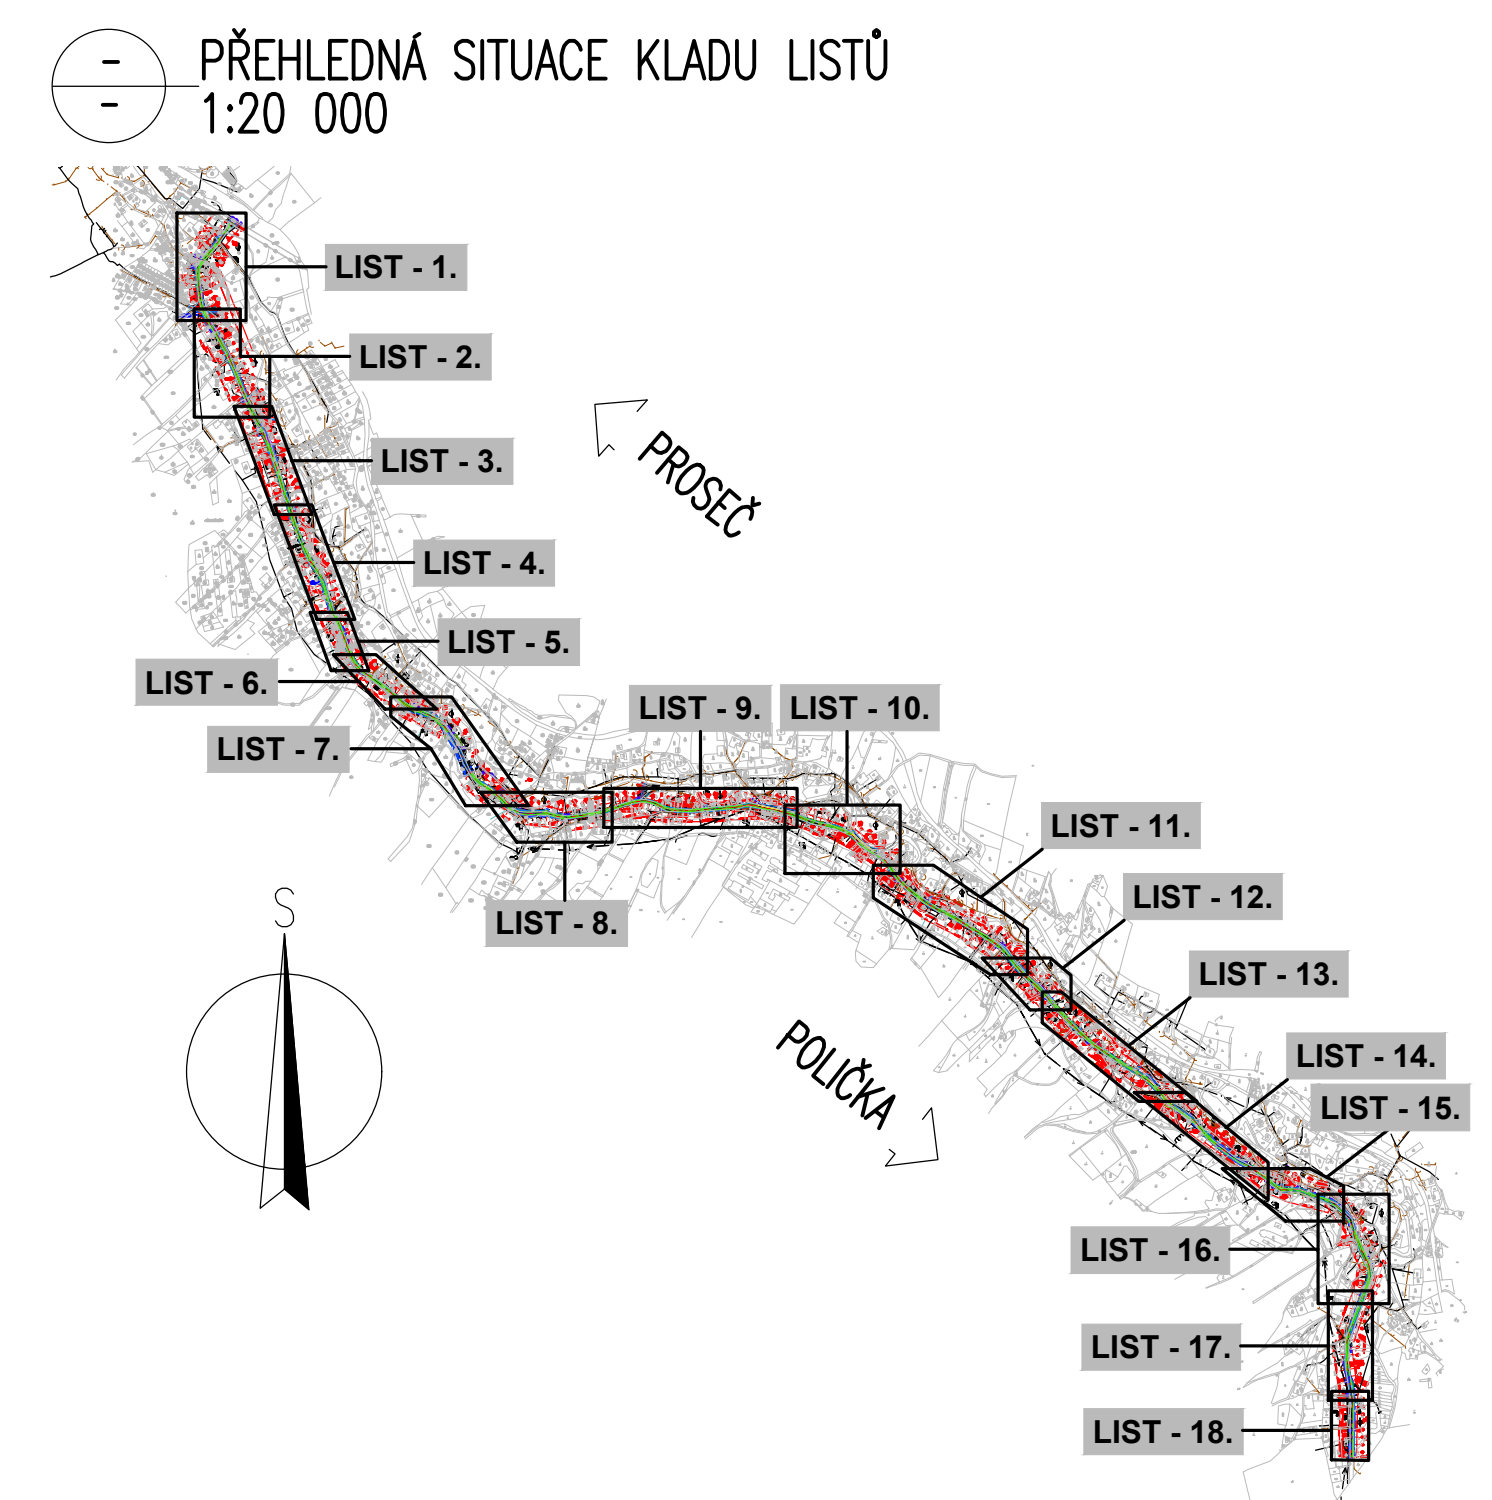 PŘEHLEDNÁ SITUACE KLADU LISTŮ
1:20 000
LIST - 1.
LIST - 2.
LIST - 3.
LIST - 4.
LIST - 5.
LIST - 6.
LIST - 7.
LIST - 8.
LIST - 9.
LIST - 10.
LIST - 11.
LIST - 12.
LIST - 13.
LIST - 14.
LIST - 15.
LIST - 16.
LIST - 17.
LIST - 18.
PROSEČ
POLIČKA
S